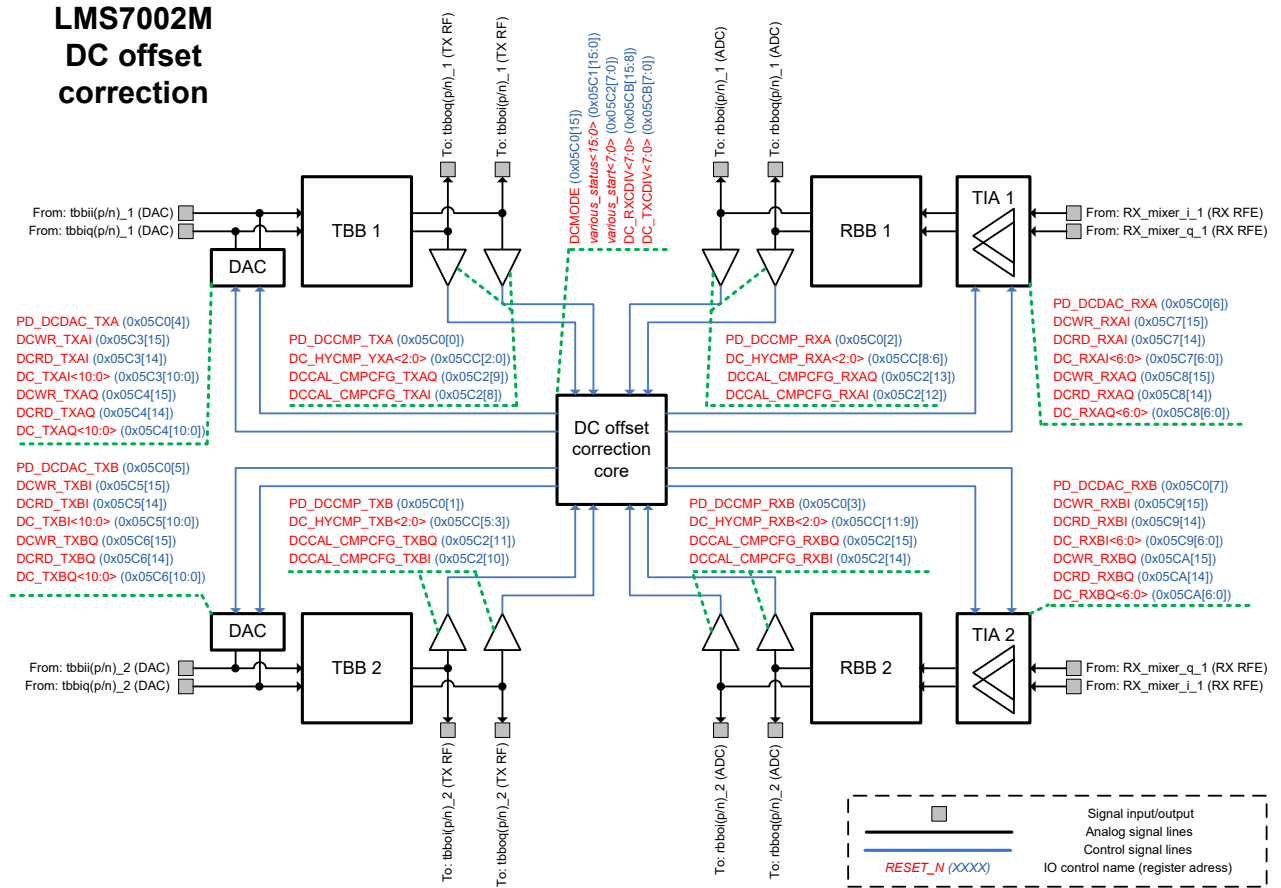 LMS7002M
DC offset
correction
To: tbboq(p/n)_1 (TX RF)
To: tbboi(p/n)_1 (TX RF)
DCMODE (0x05C0[15])
various_status<15:0> (0x05C1[15:0])
various_start<7:0> (0x05C2[7:0])
DC_RXCDIV<7:0> (0x05CB[15:8])
DC_TXCDIV<7:0> (0x05CB[7:0])
To: rbboi(p/n)_1 (ADC)
To: rbboq(p/n)_1 (ADC)
From: tbbii(p/n)_1 (DAC)
From: tbbiq(p/n)_1 (DAC)
DAC
TBB 1
RBB 1
TIA 1
From: RX_mixer_i_1 (RX RFE)
From: RX_mixer_q_1 (RX RFE)
PD_DCDAC_TXA (0x05C0[4])
DCWR_TXAI (0x05C3[15])
DCRD_TXAI (0x05C3[14])
DC_TXAI<10:0> (0x05C3[10:0])
DCWR_TXAQ (0x05C4[15])
DCRD_TXAQ (0x05C4[14])
DC_TXAQ<10:0> (0x05C4[10:0])
PD_DCCMP_TXA (0x05C0[0])
DC_HYCMP_YXA<2:0> (0x05CC[2:0])
DCCAL_CMPCFG_TXAQ (0x05C2[9])
DCCAL_CMPCFG_TXAI (0x05C2[8])
PD_DCCMP_RXA (0x05C0[2])
DC_HYCMP_RXA<2:0> (0x05CC[8:6])
DCCAL_CMPCFG_RXAQ (0x05C2[13])
DCCAL_CMPCFG_RXAI (0x05C2[12])
PD_DCDAC_RXA (0x05C0[6])
DCWR_RXAI (0x05C7[15])
DCRD_RXAI (0x05C7[14])
DC_RXAI<6:0> (0x05C7[6:0])
DCWR_RXAQ (0x05C8[15])
DCRD_RXAQ (0x05C8[14])
DC_RXAQ<6:0> (0x05C8[6:0])
DC offset
correction
core
PD_DCDAC_TXB (0x05C0[5])
DCWR_TXBI (0x05C5[15])
DCRD_TXBI (0x05C5[14])
DC_TXBI<10:0> (0x05C5[10:0])
DCWR_TXBQ (0x05C6[15])
DCRD_TXBQ (0x05C6[14])
DC_TXBQ<10:0> (0x05C6[10:0])
PD_DCCMP_TXB (0x05C0[1])
DC_HYCMP_TXB<2:0> (0x05CC[5:3])
DCCAL_CMPCFG_TXBQ (0x05C2[11])
DCCAL_CMPCFG_TXBI (0x05C2[10])
PD_DCCMP_RXB (0x05C0[3])
DC_HYCMP_RXB<2:0> (0x05CC[11:9])
DCCAL_CMPCFG_RXBQ (0x05C2[15])
DCCAL_CMPCFG_RXBI (0x05C2[14])
PD_DCDAC_RXB (0x05C0[7])
DCWR_RXBI (0x05C9[15])
DCRD_RXBI (0x05C9[14])
DC_RXBI<6:0> (0x05C9[6:0])
DCWR_RXBQ (0x05CA[15])
DCRD_RXBQ (0x05CA[14])
DC_RXBQ<6:0> (0x05CA[6:0])
DAC
TBB 2
RBB 2
TIA 2
From: tbbii(p/n)_2 (DAC)
From: tbbiq(p/n)_2 (DAC)
From: RX_mixer_q_1 (RX RFE)
From: RX_mixer_i_1 (RX RFE)
To: tbboi(p/n)_2 (TX RF)
To: tbboq(p/n)_2 (TX RF)
To: rbboi(p/n)_2 (ADC)
To: rbboq(p/n)_2 (ADC)
Signal input/output
Analog signal lines
Control signal lines
RESET_N (XXXX) IO control name (register adress)